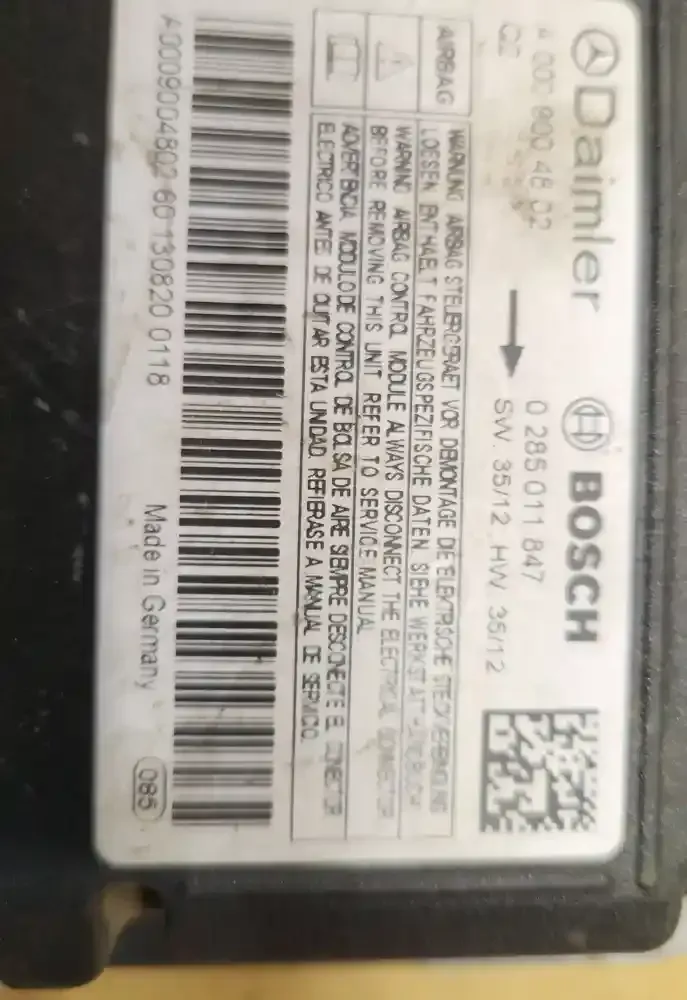 Daimler BOSCH
A 000 900 48 02 0 285 011 847
Q2 SW. 35/12 HW. 35/12
AIRBAG
WARNUNG AIRBAG STEUERGERAET VOR DEMONTAGE DE ELEKTRISCHE STECKVERBINDUNG
LOESEN ENTHAELT FAHRZEUGSPEZIFISCHE DATEN SIEHE WERKSTATT
WARNING AIRBAG CONTROL MODULE ALWAYS DISCONNECT THE ELECTRICAL CONNECTOR
BEFORE REMOVING THIS UNIT REFER TO SERVICE MANUAL
ADVERTENCIA MODULO DE CONTROL DE BOLSA DE AIRE SIEMPRE DESCONECTE EL CONECTOR
ELECTRICO ANTES DE QUITAR ESTA UNIDAD. REFIERASE A MANUAL DE SERVICIO.
A0009004802 60 130820 0118 Made in Germany 085